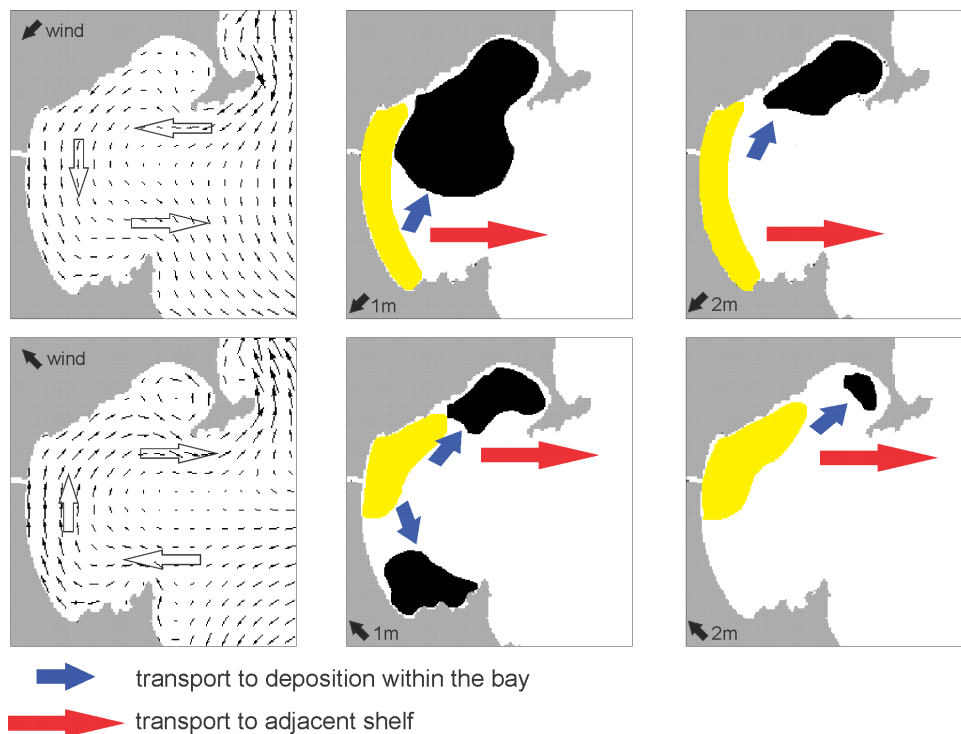 wind
1m
2m
wind
1m
2m
transport to deposition within the bay
transport to adjacent shelf